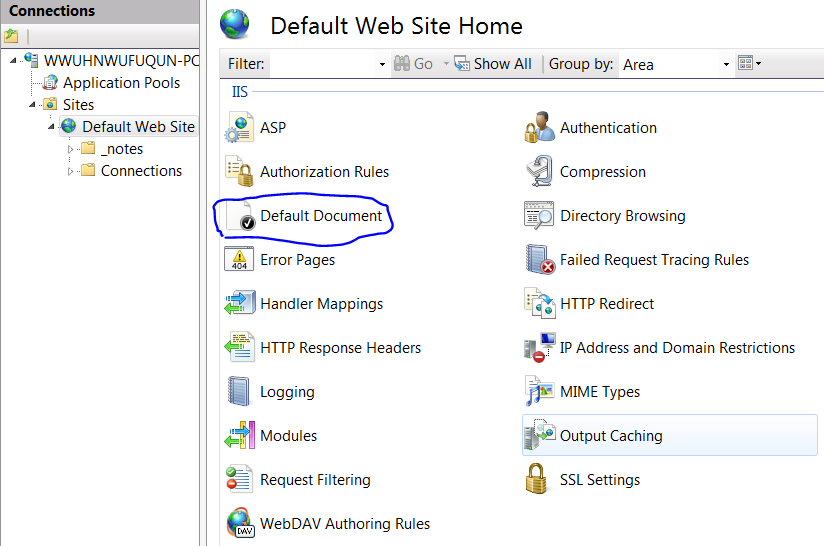 Connections
Default Web Site Home
Filter:
Go
Show All
Group by:
Area
WWUHNWUFUQUN-PC
Application Pools
Sites
Default Web Site
_notes
Connections
IIS
ASP
Authentication
Authorization Rules
Compression
Default Document
Directory Browsing
404
Error Pages
Failed Request Tracing Rules
Handler Mappings
HTTP Redirect
HTTP Response Headers
IP Address and Domain Restrictions
Logging
MIME Types
Modules
Output Caching
Request Filtering
SSL Settings
DAV
WebDAV Authoring Rules